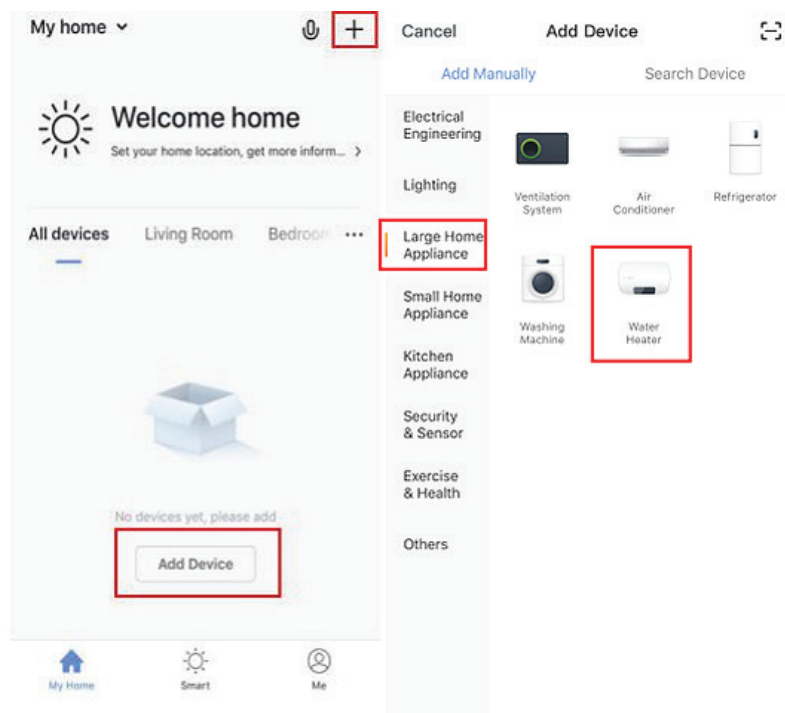 My home
Welcome home
Set your home location, get more inform... >
All devices Living Room Bedroom ...
No devices yet, please add
Add Device
My Home Smart Me
Cancel Add Device
Add Manually Search Device
Electrical
Engineering
Lighting
Large Home
Appliance
Small Home
Appliance
Kitchen
Appliance
Security
& Sensor
Exercise
& Health
Others
Ventilation
System
Air
Conditioner
Refrigerator
Washing
Machine
Water
Heater